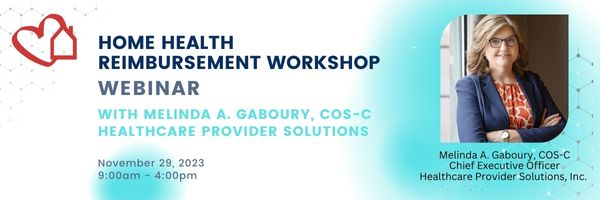 HOME HEALTH
REIMBURSEMENT WORKSHOP
WEBINAR
WITH MELINDA A. GABOURY, COS-C
HEALTHCARE PROVIDER SOLUTIONS
November 29, 2023
9:00am - 4:00pm
Melinda A. Gaboury, COS-C
Chief Executive Officer
Healthcare Provider Solutions, Inc.